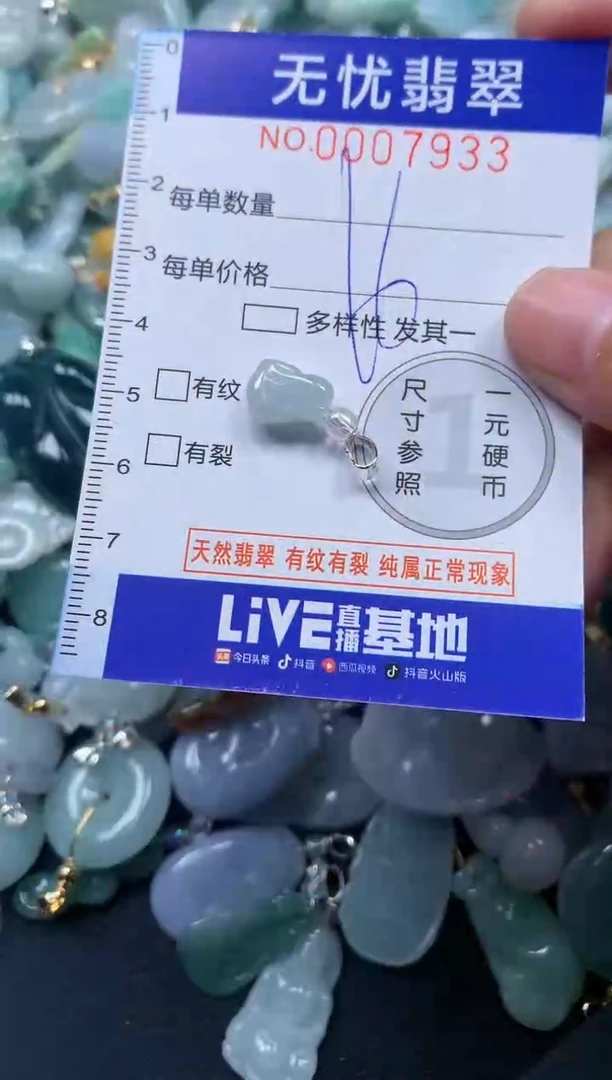 无忧翡翠
NO.0007933
每单数量
每单价格
多样性 发其一
有纹
有裂
尺寸参照
一元硬币
1
天然翡翠 有纹有裂 纯属正常现象
LiVE直播基地
头条 今日头条 抖音 西瓜视频 抖音火山版
0
1
2
3
4
5
6
7
8